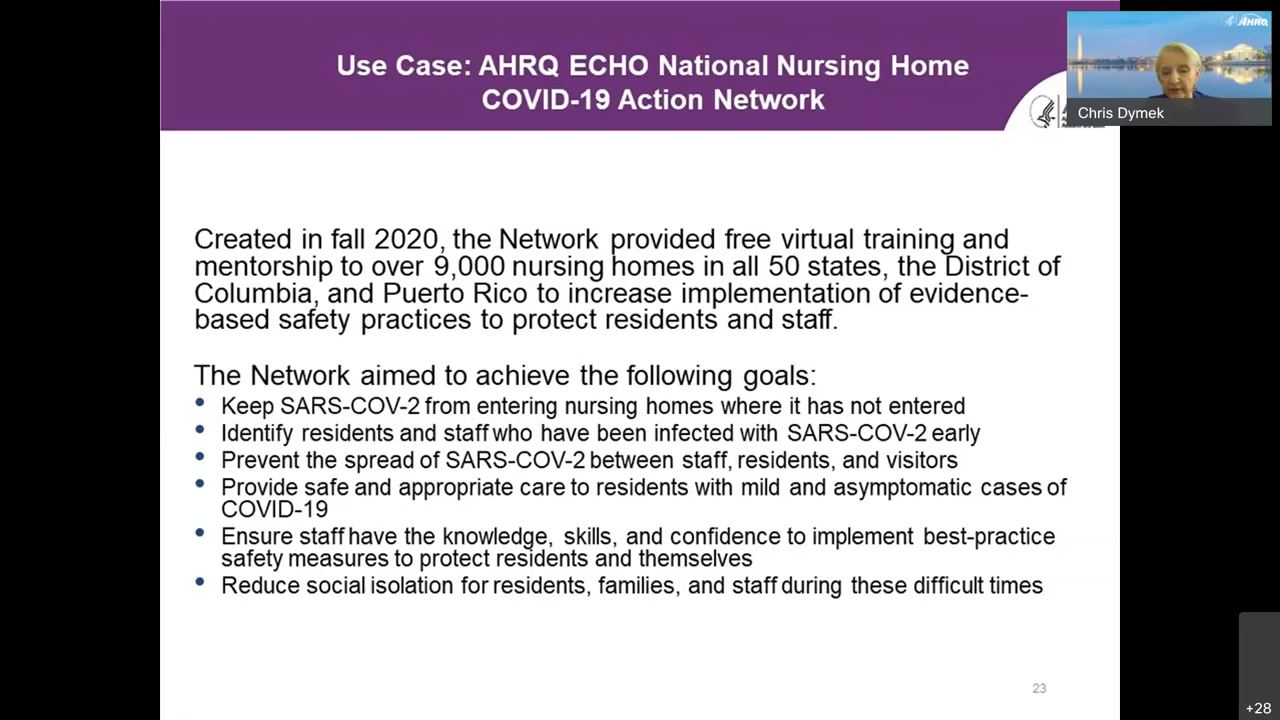 Use Case: AHRQ ECHO National Nursing Home
COVID-19 Action Network
AHRQ
Chris Dymek
Created in fall 2020, the Network provided free virtual training and
mentorship to over 9,000 nursing homes in all 50 states, the District of
Columbia, and Puerto Rico to increase implementation of evidence-
based safety practices to protect residents and staff.
The Network aimed to achieve the following goals:
• Keep SARS-COV-2 from entering nursing homes where it has not entered
• Identify residents and staff who have been infected with SARS-COV-2 early
• Prevent the spread of SARS-COV-2 between staff, residents, and visitors
• Provide safe and appropriate care to residents with mild and asymptomatic cases of
COVID-19
• Ensure staff have the knowledge, skills, and confidence to implement best-practice
safety measures to protect residents and themselves
• Reduce social isolation for residents, families, and staff during these difficult times
23
+28